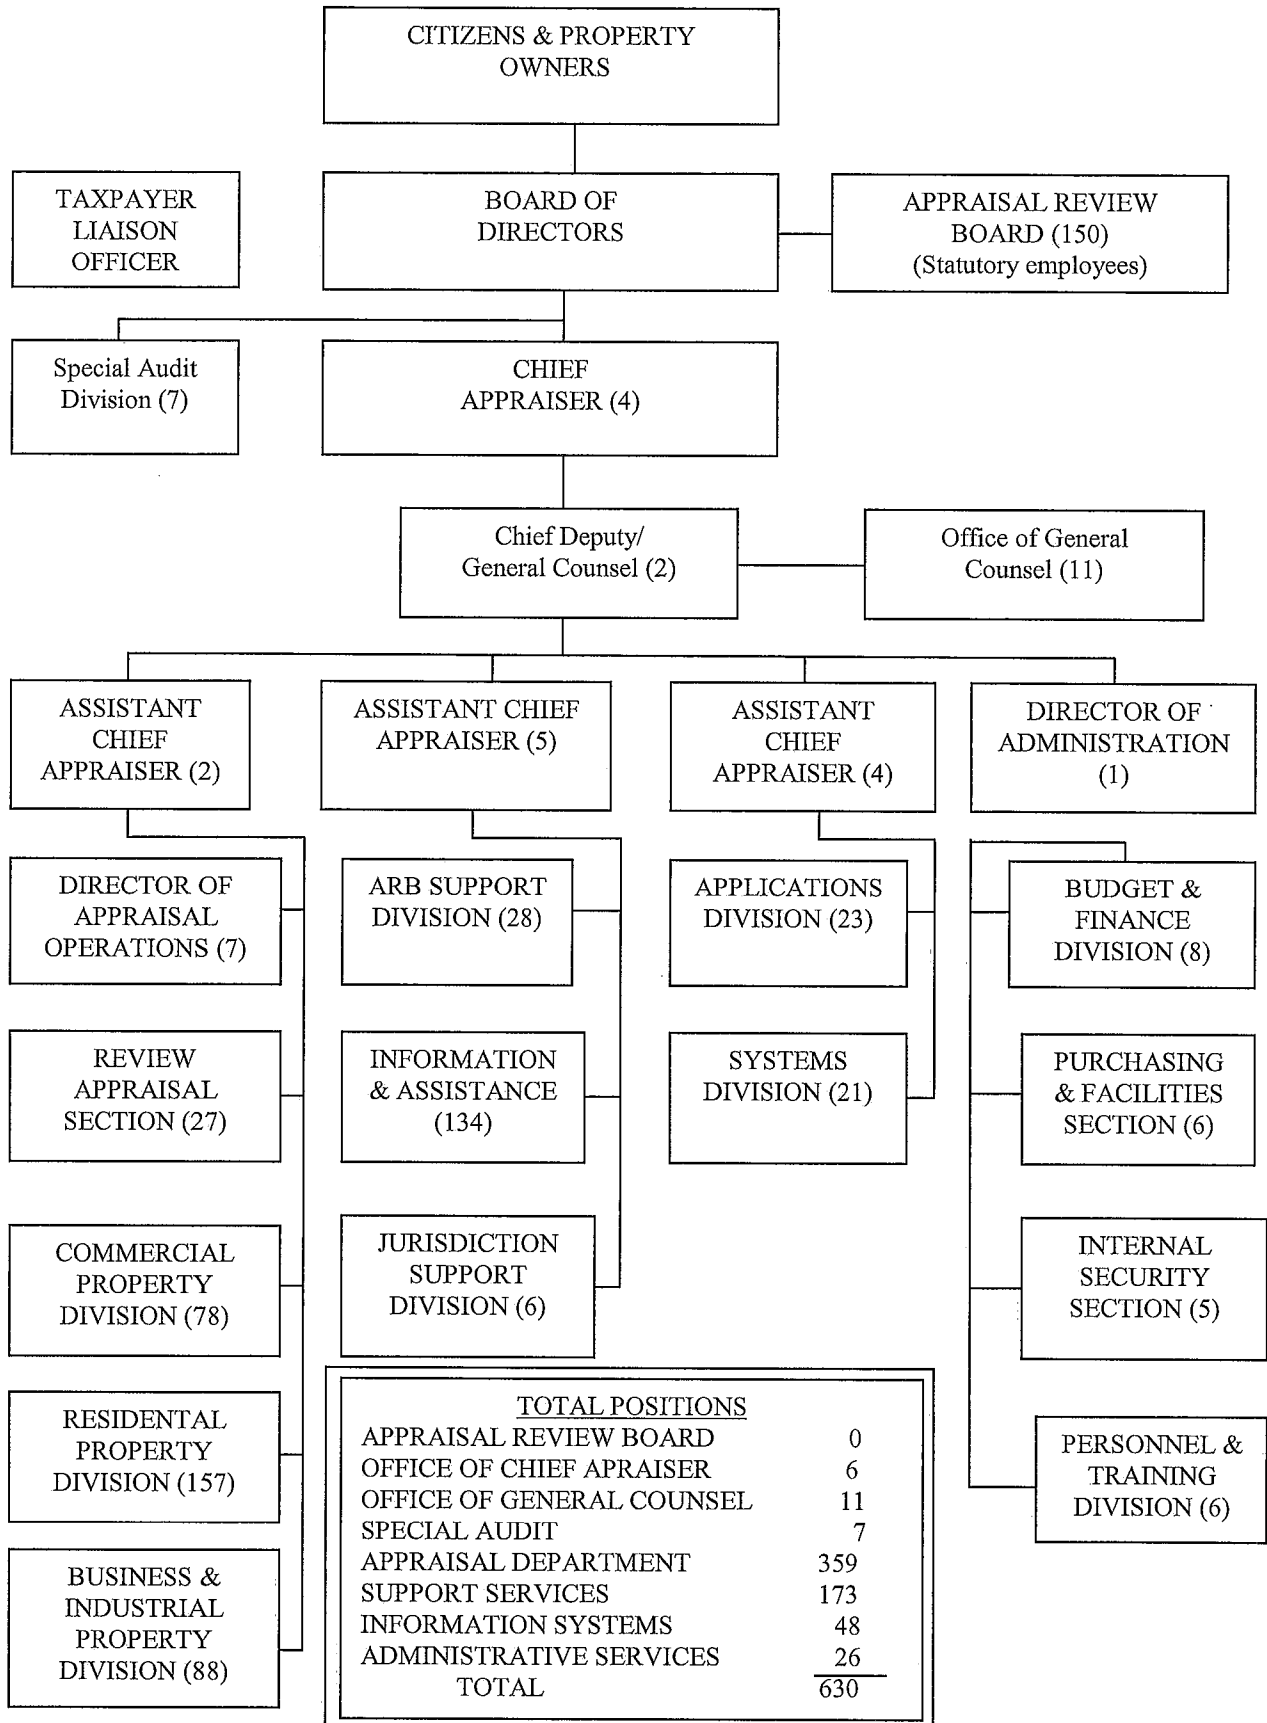 CITIZENS & PROPERTY
OWNERS
TAXPAYER
LIAISON
OFFICER
BOARD OF
DIRECTORS
APPRAISAL REVIEW
BOARD (150)
(Statutory employees)
Special Audit
Division (7)
CHIEF
APPRAISER (4)
Chief Deputy/
General Counsel (2)
Office of General
Counsel (11)
ASSISTANT
CHIEF
APPRAISER (2)
ASSISTANT CHIEF
APPRAISER (5)
ASSISTANT
CHIEF
APPRAISER (4)
DIRECTOR OF
ADMINISTRATION
(1)
DIRECTOR OF
APPRAISAL
OPERATIONS (7)
ARB SUPPORT
DIVISION (28)
APPLICATIONS
DIVISION (23)
BUDGET &
FINANCE
DIVISION (8)
REVIEW
APPRAISAL
SECTION (27)
INFORMATION
& ASSISTANCE
(134)
SYSTEMS
DIVISION (21)
PURCHASING
& FACILITIES
SECTION (6)
COMMERCIAL
PROPERTY
DIVISION (78)
JURISDICTION
SUPPORT
DIVISION (6)
INTERNAL
SECURITY
SECTION (5)
RESIDENTAL
PROPERTY
DIVISION (157)
PERSONNEL &
TRAINING
DIVISION (6)
BUSINESS &
INDUSTRIAL
PROPERTY
DIVISION (88)
TOTAL POSITIONS
APPRAISAL REVIEW BOARD 0
OFFICE OF CHIEF APRAISER 6
OFFICE OF GENERAL COUNSEL 11
SPECIAL AUDIT 7
APPRAISAL DEPARTMENT 359
SUPPORT SERVICES 173
INFORMATION SYSTEMS 48
ADMINISTRATIVE SERVICES 26
TOTAL 630